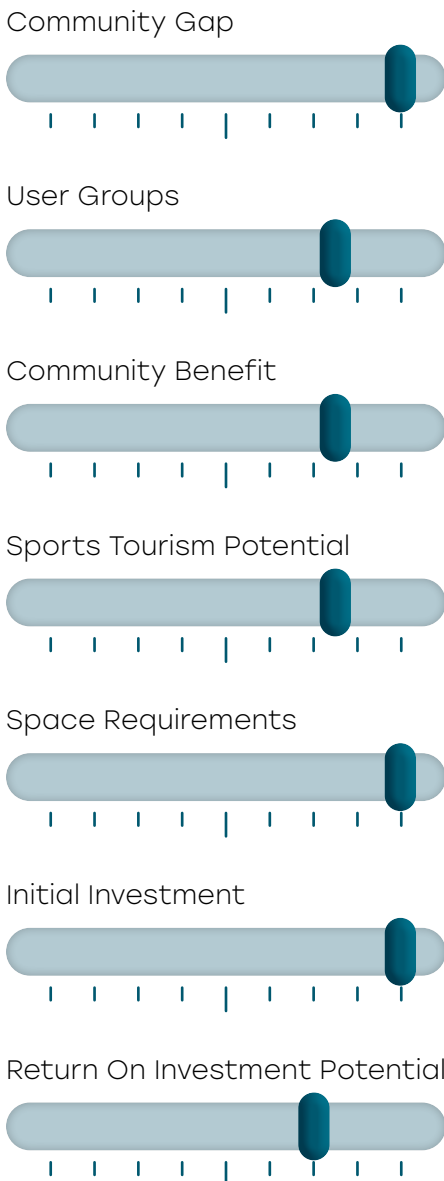 Community Gap
User Groups
Community Benefit
Sports Tourism Potential
Space Requirements
Initial Investment
Return On Investment Potential